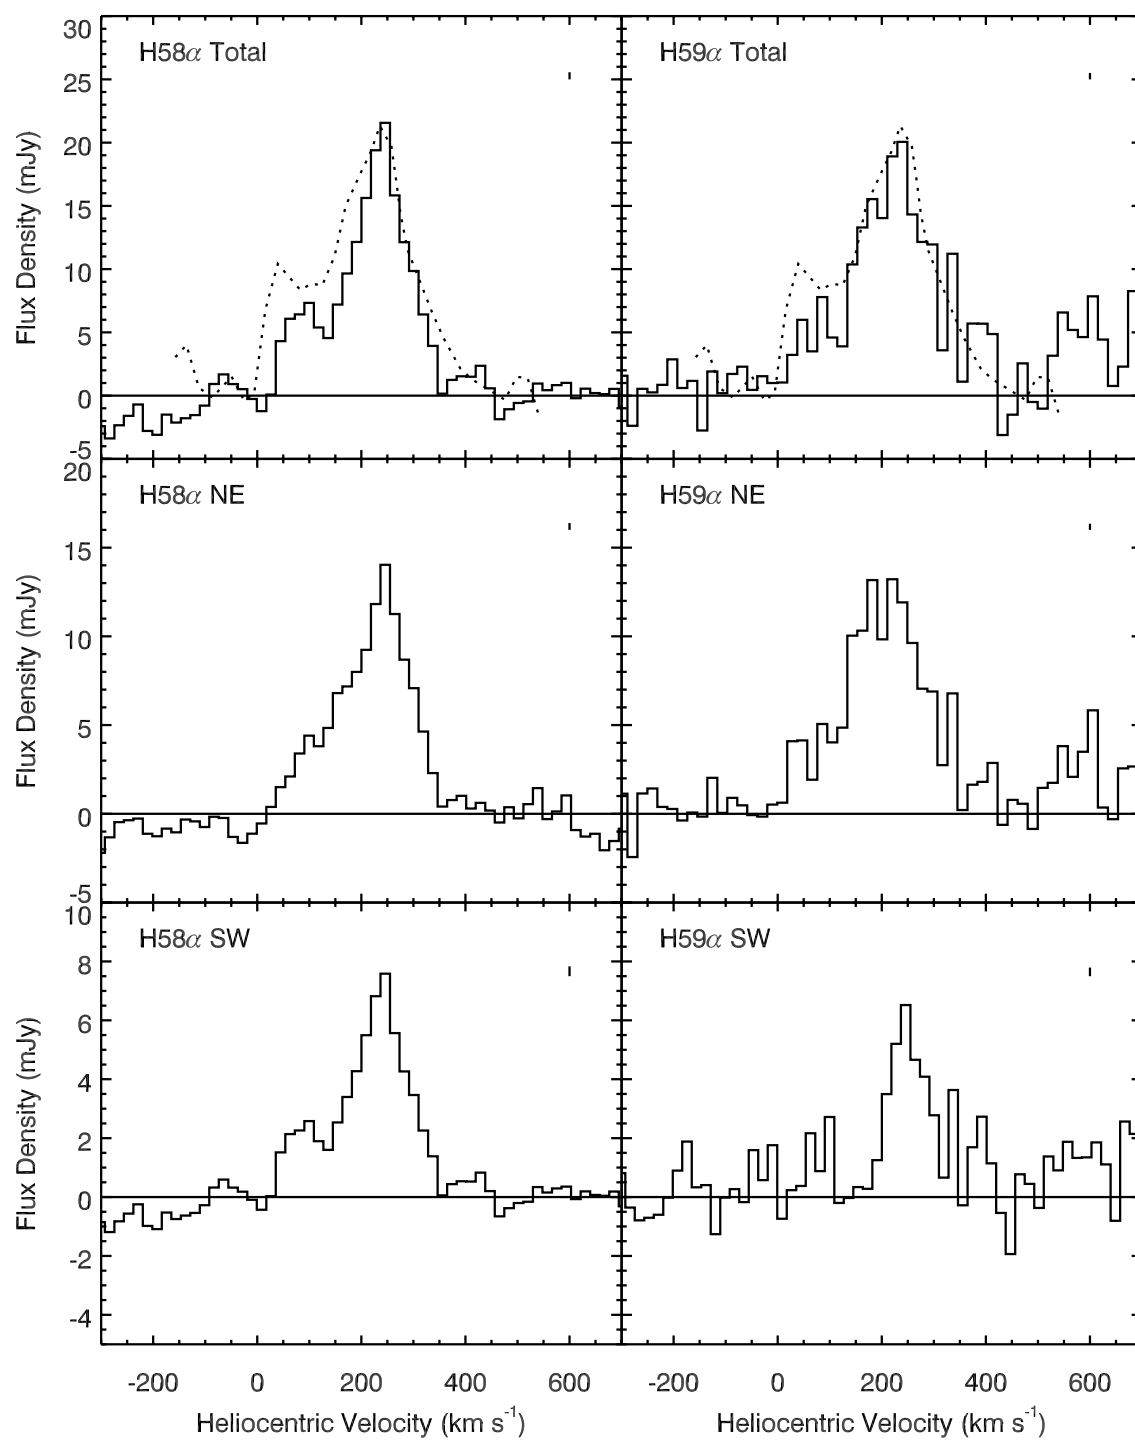 H58α Total
H59α Total
30
25
20
15
10
5
0
-5
Flux Density (mJy)
H58α NE
H59α NE
20
15
10
5
0
-5
Flux Density (mJy)
H58α SW
H59α SW
10
8
6
4
2
0
-2
-4
Flux Density (mJy)
-200 0 200 400 600 -200 0 200 400 600
Heliocentric Velocity (km s⁻¹) Heliocentric Velocity (km s⁻¹)